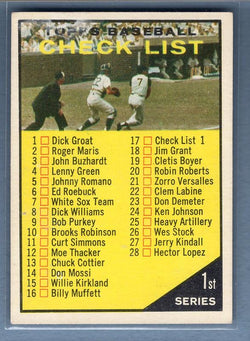 TOPPS BASEBALL
CHECK LIST
1 Dick Groat
2 Roger Maris
3 John Buzhardt
4 Lenny Green
5 Johnny Romano
6 Ed Roebuck
7 White Sox Team
8 Dick Williams
9 Bob Purkey
10 Brooks Robinson
11 Curt Simmons
12 Moe Thacker
13 Chuck Cottier
14 Don Mossi
15 Willie Kirkland
16 Billy Muffett
17 Check List 1
18 Jim Grant
19 Cletis Boyer
20 Robin Roberts
21 Zorro Versalles
22 Clem Labine
23 Don Demeter
24 Ken Johnson
25 Heavy Artillery
26 Wes Stock
27 Jerry Kindall
28 Hector Lopez
1st
SERIES